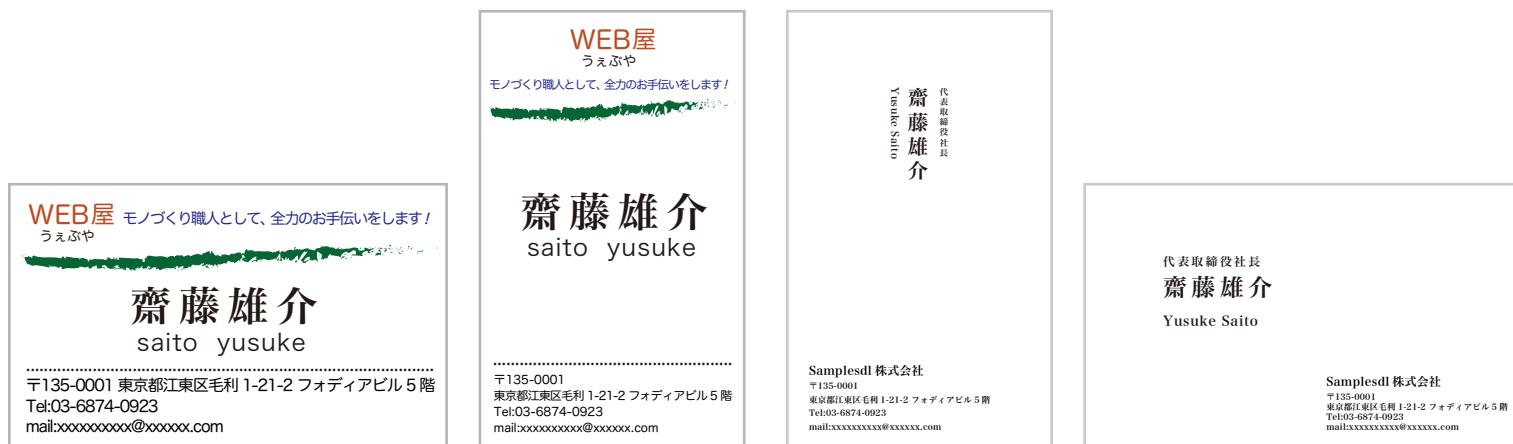 WEB屋 モノづくり職人として、全力のお手伝いをします!
うぇぶや
齋藤雄介
saito yusuke
〒135-0001 東京都江東区毛利 1-21-2 フォディアビル 5 階
Tel:03-6874-0923
mail:xxxxxxxxxx@xxxxxx.com
WEB屋
うぇぶや
モノづくり職人として、全力のお手伝いをします!
齋藤雄介
saito yusuke
〒135-0001
東京都江東区毛利 1-21-2 フォディアビル 5 階
Tel:03-6874-0923
mail:xxxxxxxxxx@xxxxxx.com
代表取締役社長
齋藤雄介
Yusuke Saito
Samplesdl 株式会社
〒135-0001
東京都江東区毛利 1-21-2 フォディアビル 5 階
Tel:03-6874-0923
mail:xxxxxxxxxx@xxxxxx.com
代表取締役社長
齋藤雄介
Yusuke Saito
Samplesdl 株式会社
〒135-0001
東京都江東区毛利 1-21-2 フォディアビル 5 階
Tel:03-6874-0923
mail:xxxxxxxxxx@xxxxxx.com